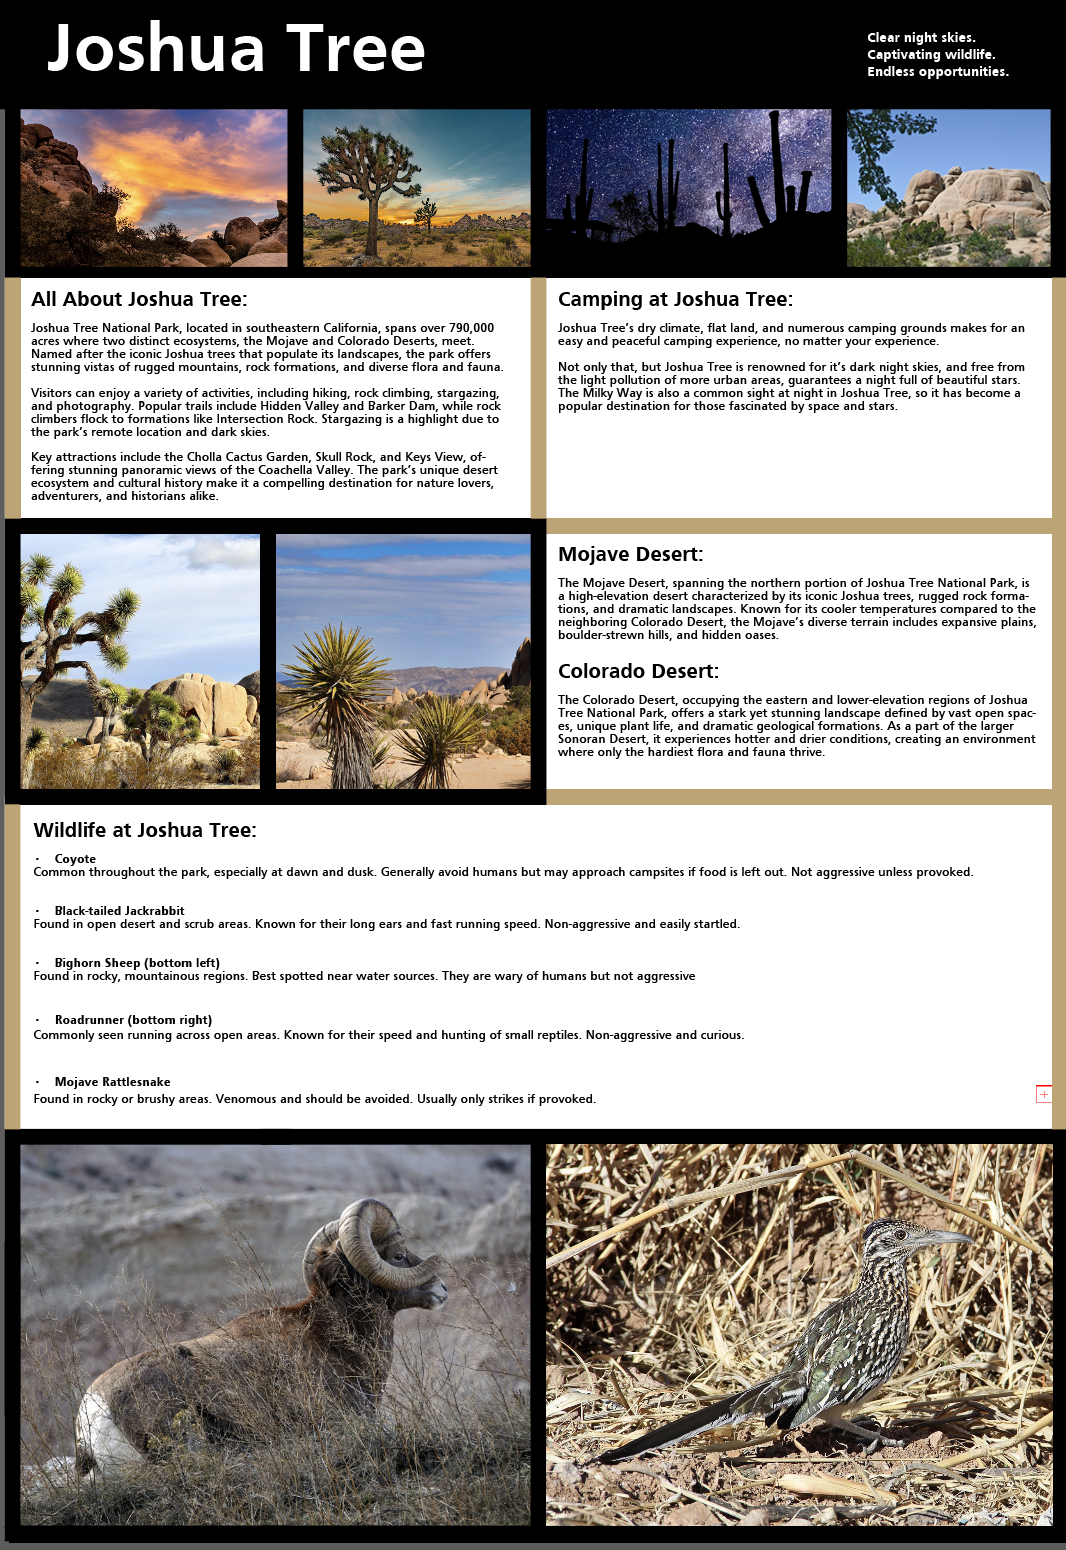 Joshua Tree
Clear night skies.
Captivating wildlife.
Endless opportunities.
All About Joshua Tree:
Joshua Tree National Park, located in southeastern California, spans over 790,000
acres where two distinct ecosystems, the Mojave and Colorado Deserts, meet.
Named after the iconic Joshua trees that populate its landscapes, the park offers
stunning vistas of rugged mountains, rock formations, and diverse flora and fauna.
Visitors can enjoy a variety of activities, including hiking, rock climbing, stargazing,
and photography. Popular trails include Hidden Valley and Barker Dam, while rock
climbers flock to formations like Intersection Rock. Stargazing is a highlight due to
the park's remote location and dark skies.
Key attractions include the Cholla Cactus Garden, Skull Rock, and Keys View, of-
fering stunning panoramic views of the Coachella Valley. The park's unique desert
ecosystem and cultural history make it a compelling destination for nature lovers,
adventurers, and historians alike.
Camping at Joshua Tree:
Joshua Tree's dry climate, flat land, and numerous camping grounds makes for an
easy and peaceful camping experience, no matter your experience.
Not only that, but Joshua Tree is renowned for it's dark night skies, and free from
the light pollution of more urban areas, guarantees a night full of beautiful stars.
The Milky Way is also a common sight at night in Joshua Tree, so it has become a
popular destination for those fascinated by space and stars.
Mojave Desert:
The Mojave Desert, spanning the northern portion of Joshua Tree National Park, is
a high-elevation desert characterized by its iconic Joshua trees, rugged rock forma-
tions, and dramatic landscapes. Known for its cooler temperatures compared to the
neighboring Colorado Desert, the Mojave's diverse terrain includes expansive plains,
boulder-strewn hills, and hidden oases.
Colorado Desert:
The Colorado Desert, occupying the eastern and lower-elevation regions of Joshua
Tree National Park, offers a stark yet stunning landscape defined by vast open spac-
es, unique plant life, and dramatic geological formations. As a part of the larger
Sonoran Desert, it experiences hotter and drier conditions, creating an environment
where only the hardiest flora and fauna thrive.
Wildlife at Joshua Tree:
• Coyote
Common throughout the park, especially at dawn and dusk. Generally avoid humans but may approach campsites if food is left out. Not aggressive unless provoked.
• Black-tailed Jackrabbit
Found in open desert and scrub areas. Known for their long ears and fast running speed. Non-aggressive and easily startled.
• Bighorn Sheep (bottom left)
Found in rocky, mountainous regions. Best spotted near water sources. They are wary of humans but not aggressive
• Roadrunner (bottom right)
Commonly seen running across open areas. Known for their speed and hunting of small reptiles. Non-aggressive and curious.
• Mojave Rattlesnake
Found in rocky or brushy areas. Venomous and should be avoided. Usually only strikes if provoked.